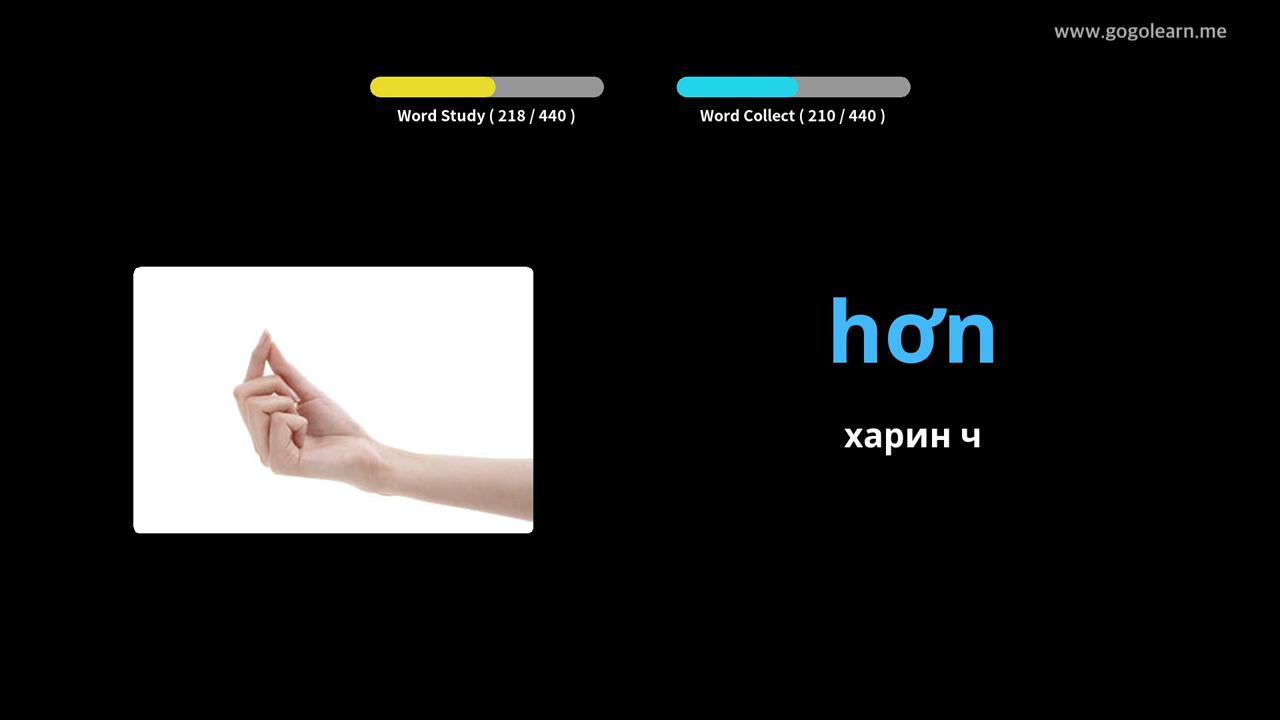 www.gogolearn.me
Word Study ( 218 / 440 )
Word Collect ( 210 / 440 )
hơn
харин ч